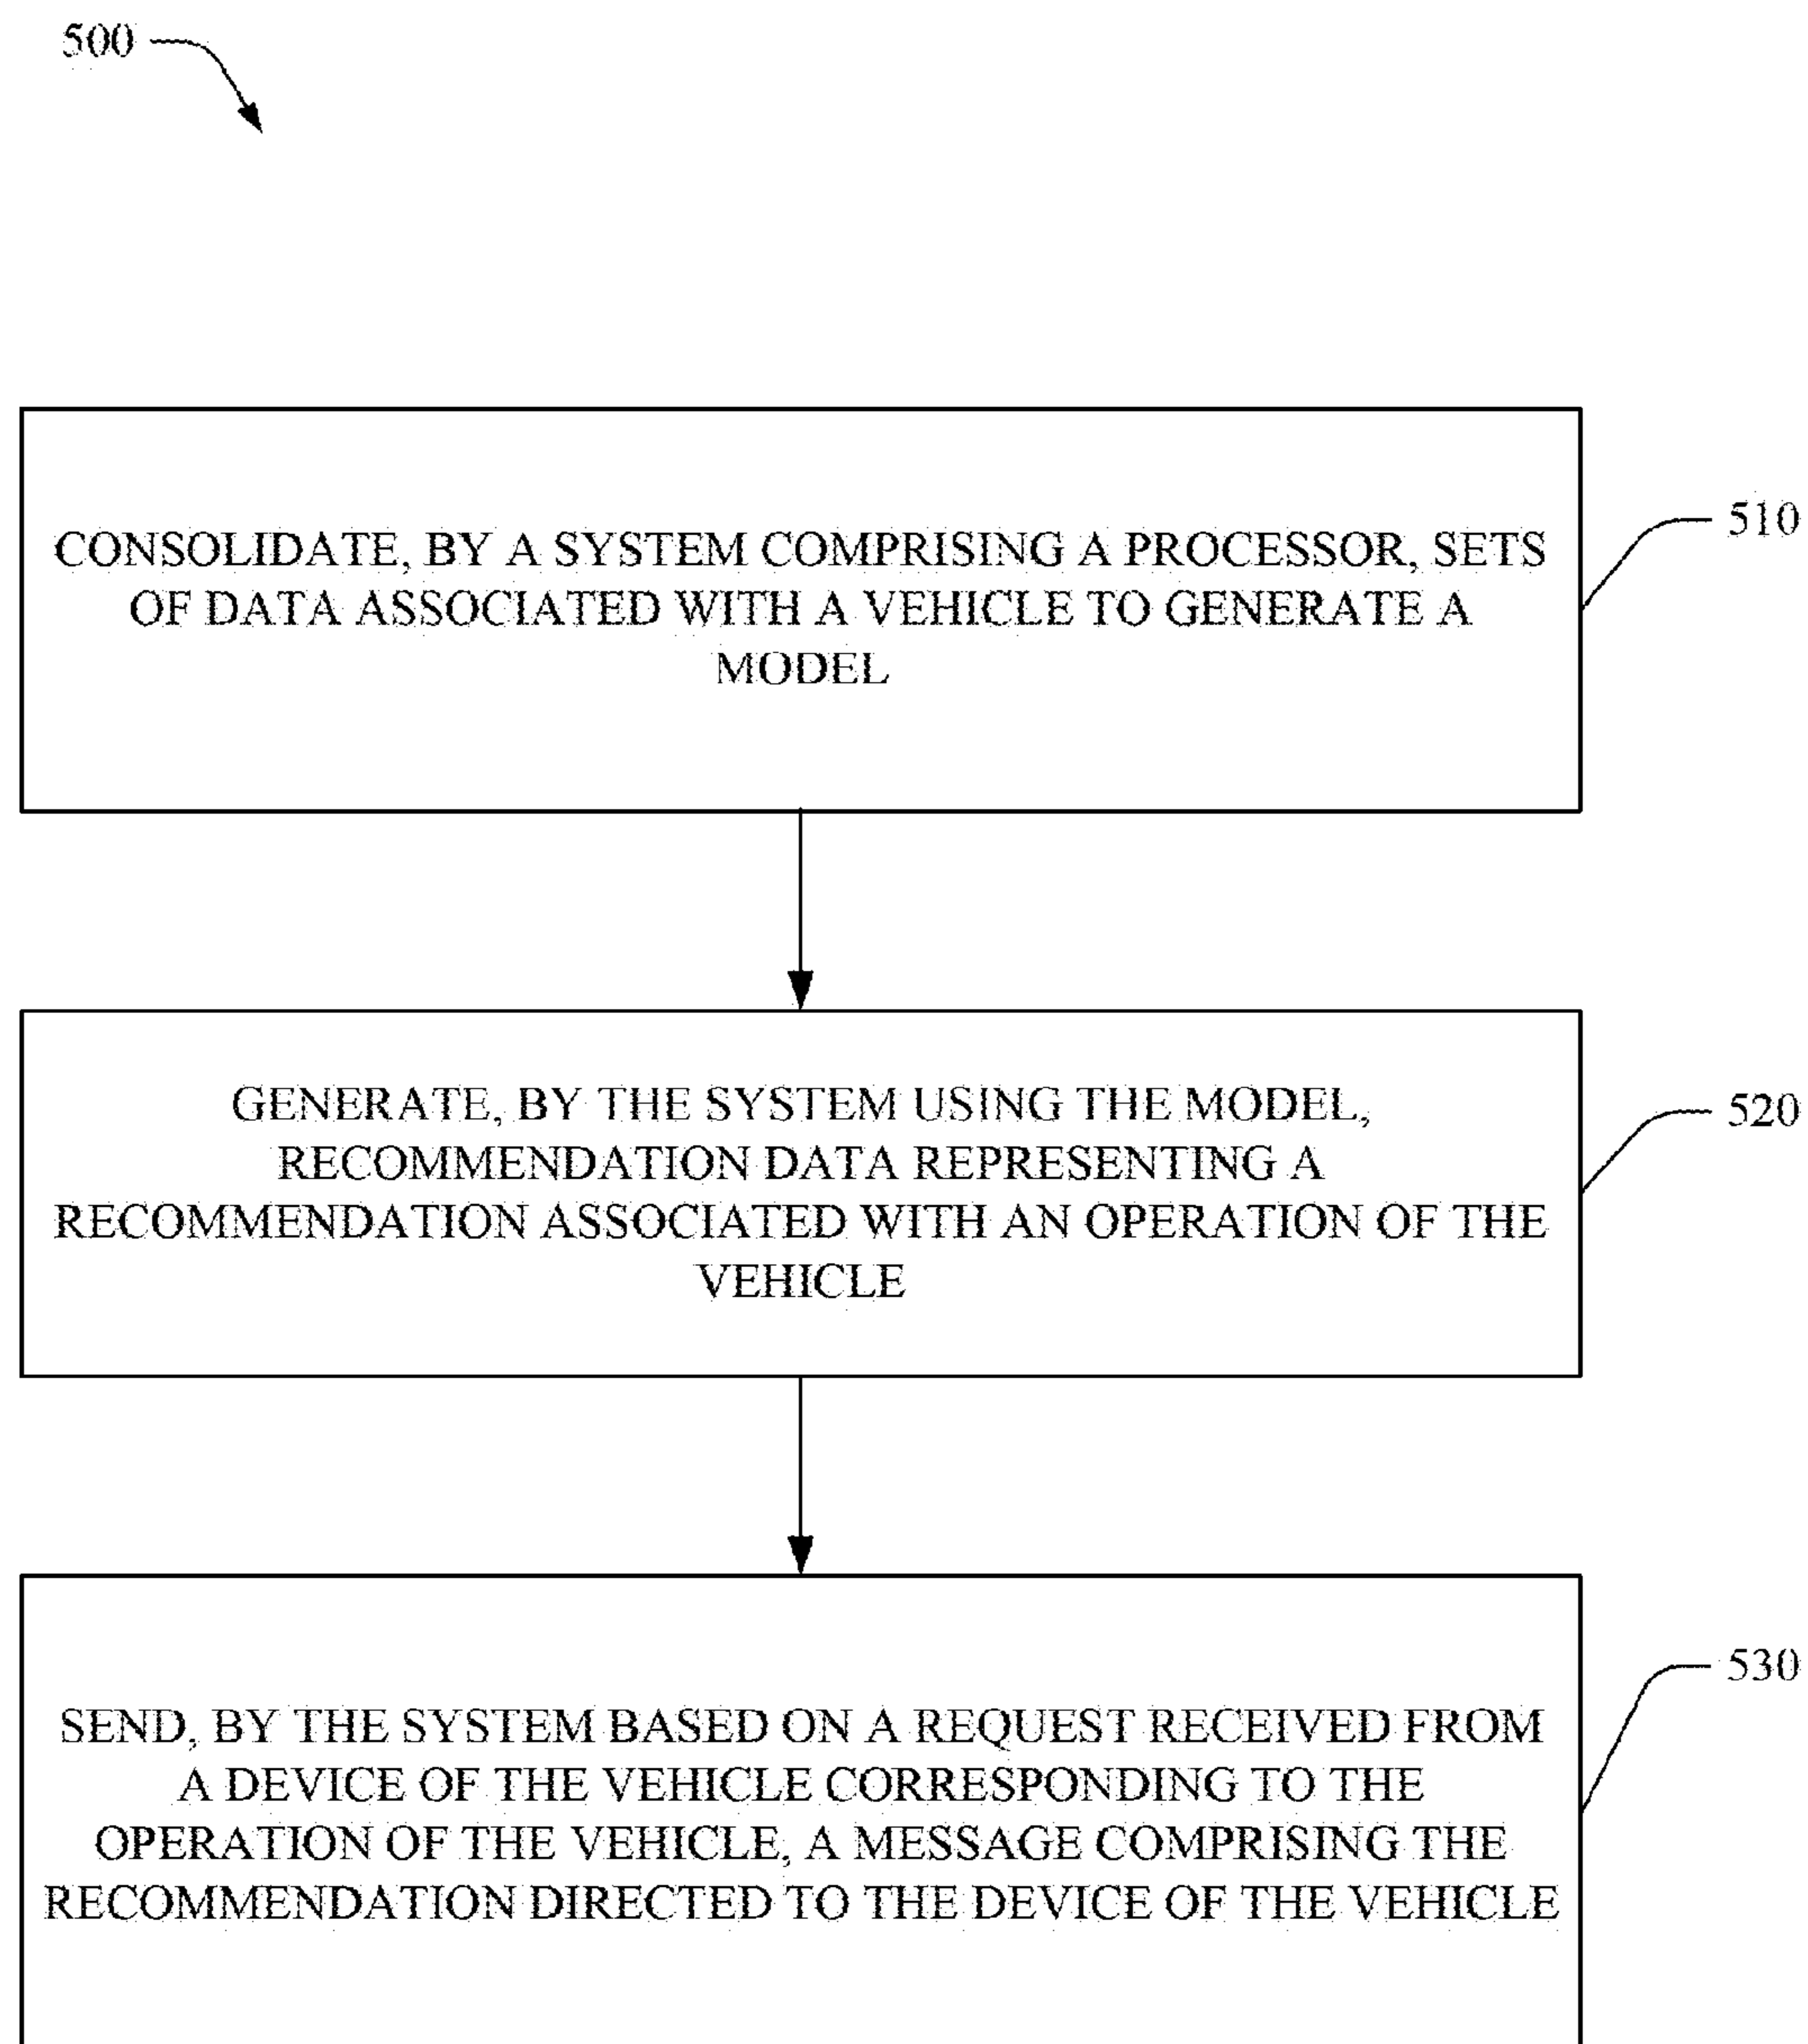 500
CONSOLIDATE, BY A SYSTEM COMPRISING A PROCESSOR, SETS
OF DATA ASSOCIATED WITH A VEHICLE TO GENERATE A
MODEL
510
GENERATE, BY THE SYSTEM USING THE MODEL,
RECOMMENDATION DATA REPRESENTING A
RECOMMENDATION ASSOCIATED WITH AN OPERATION OF THE
VEHICLE
520
SEND, BY THE SYSTEM BASED ON A REQUEST RECEIVED FROM
A DEVICE OF THE VEHICLE CORRESPONDING TO THE
OPERATION OF THE VEHICLE, A MESSAGE COMPRISING THE
RECOMMENDATION DIRECTED TO THE DEVICE OF THE VEHICLE
530